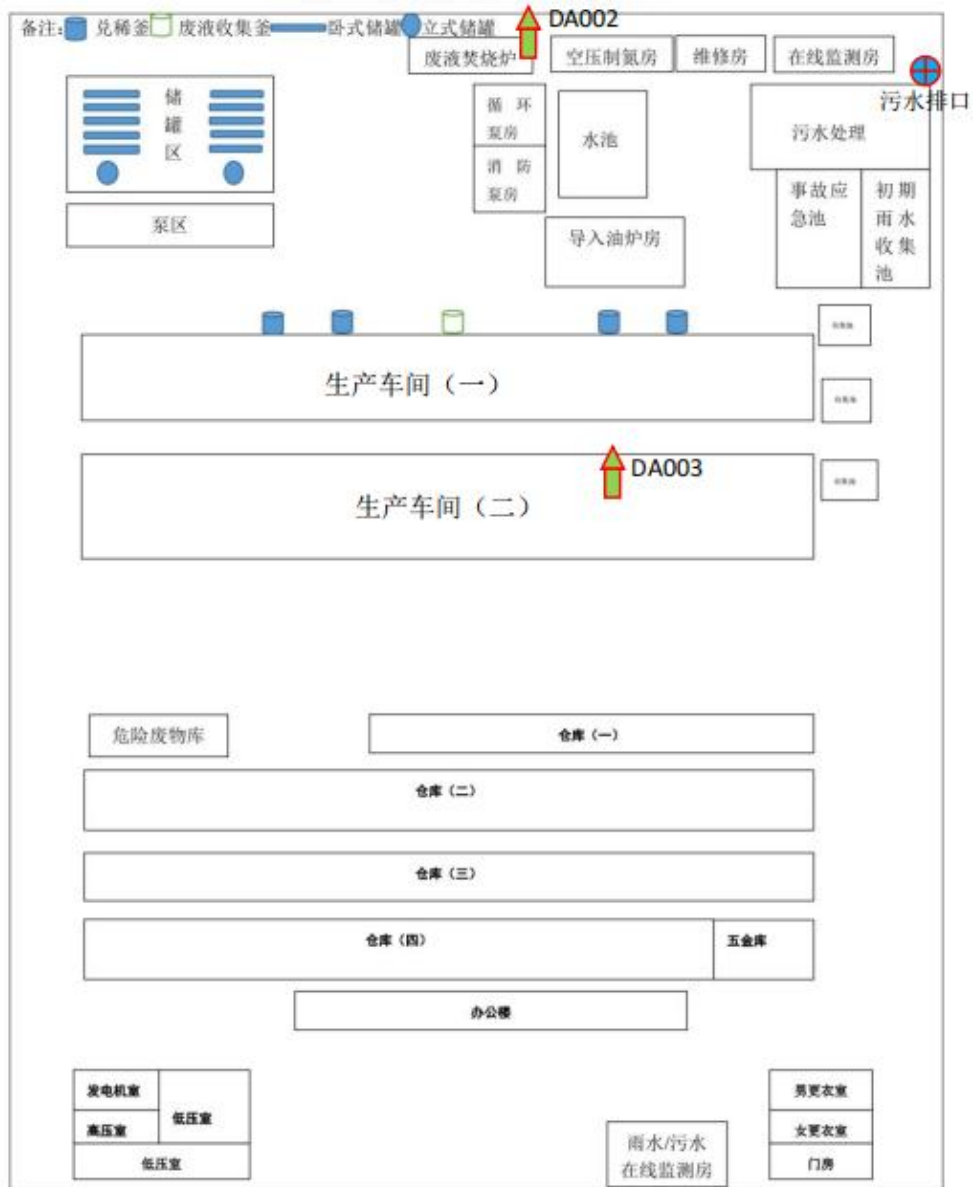 DA002
备注： 兑稀釜 废液收集釜 卧式储罐 立式储罐
废液焚烧炉
空压制氮房
维修房
在线监测房
污水排口
储
罐
区
循 环
泵房
水池
污水处理
消 防
泵房
事故应
急池
初 期
雨 水
收 集
池
泵区
导入油炉房
生产车间（一）
DA003
生产车间（二）
危险废物库
仓库（一）
仓库（二）
仓库（三）
仓库（四）
五金库
办公楼
发电机室
低压室
高压室
低压室
男更衣室
女更衣室
门房
雨水/污水
在线监测房